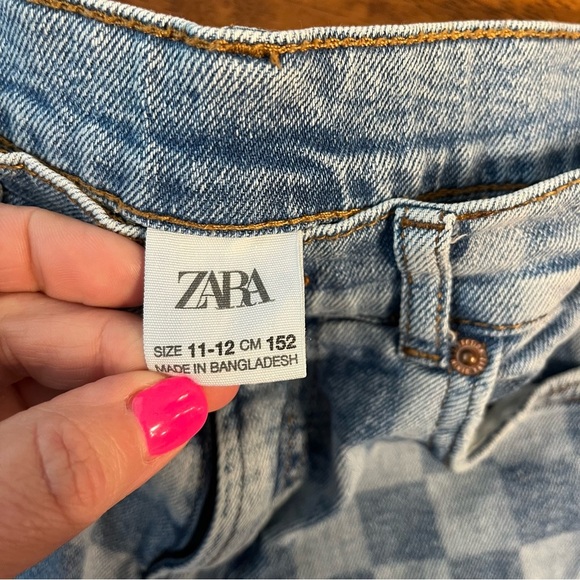 ZARA
SIZE 11-12 CM 152
MADE IN BANGLADESH